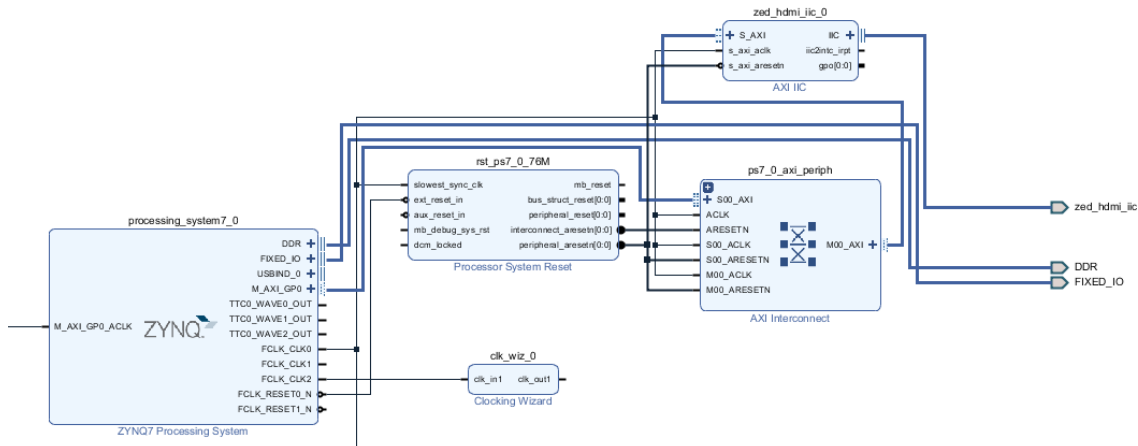 zed_hdmi_iic_0
S_AXI
IIC
s_axi_aclk
iic2intc_irpt
s_axi_aresetn
gpo[0:0]
AXI IIC
rst_ps7_0_76M
slowest_sync_clk
mb_reset
ext_reset_in
bus_struct_reset[0:0]
aux_reset_in
peripheral_reset[0:0]
mb_debug_sys_rst
interconnect_aresetn[0:0]
dcm_locked
peripheral_aresetn[0:0]
Processor System Reset
ps7_0_axi_periph
S00_AXI
ACLK
ARESETN
S00_ACLK
M00_AXI
S00_ARESETN
M00_ACLK
M00_ARESETN
AXI Interconnect
zed_hdmi_iic
DDR
FIXED_IO
processing_system7_0
DDR
FIXED_IO
USBIND_0
M_AXI_GP0
TTC0_WAVE0_OUT
TTC0_WAVE1_OUT
M_AXI_GP0_ACLK
ZYNQ
TTC0_WAVE2_OUT
FCLK_CLK0
FCLK_CLK1
FCLK_CLK2
FCLK_RESET0_N
FCLK_RESET1_N
ZYNQ7 Processing System
clk_wiz_0
clk_in1
clk_out1
Clocking Wizard